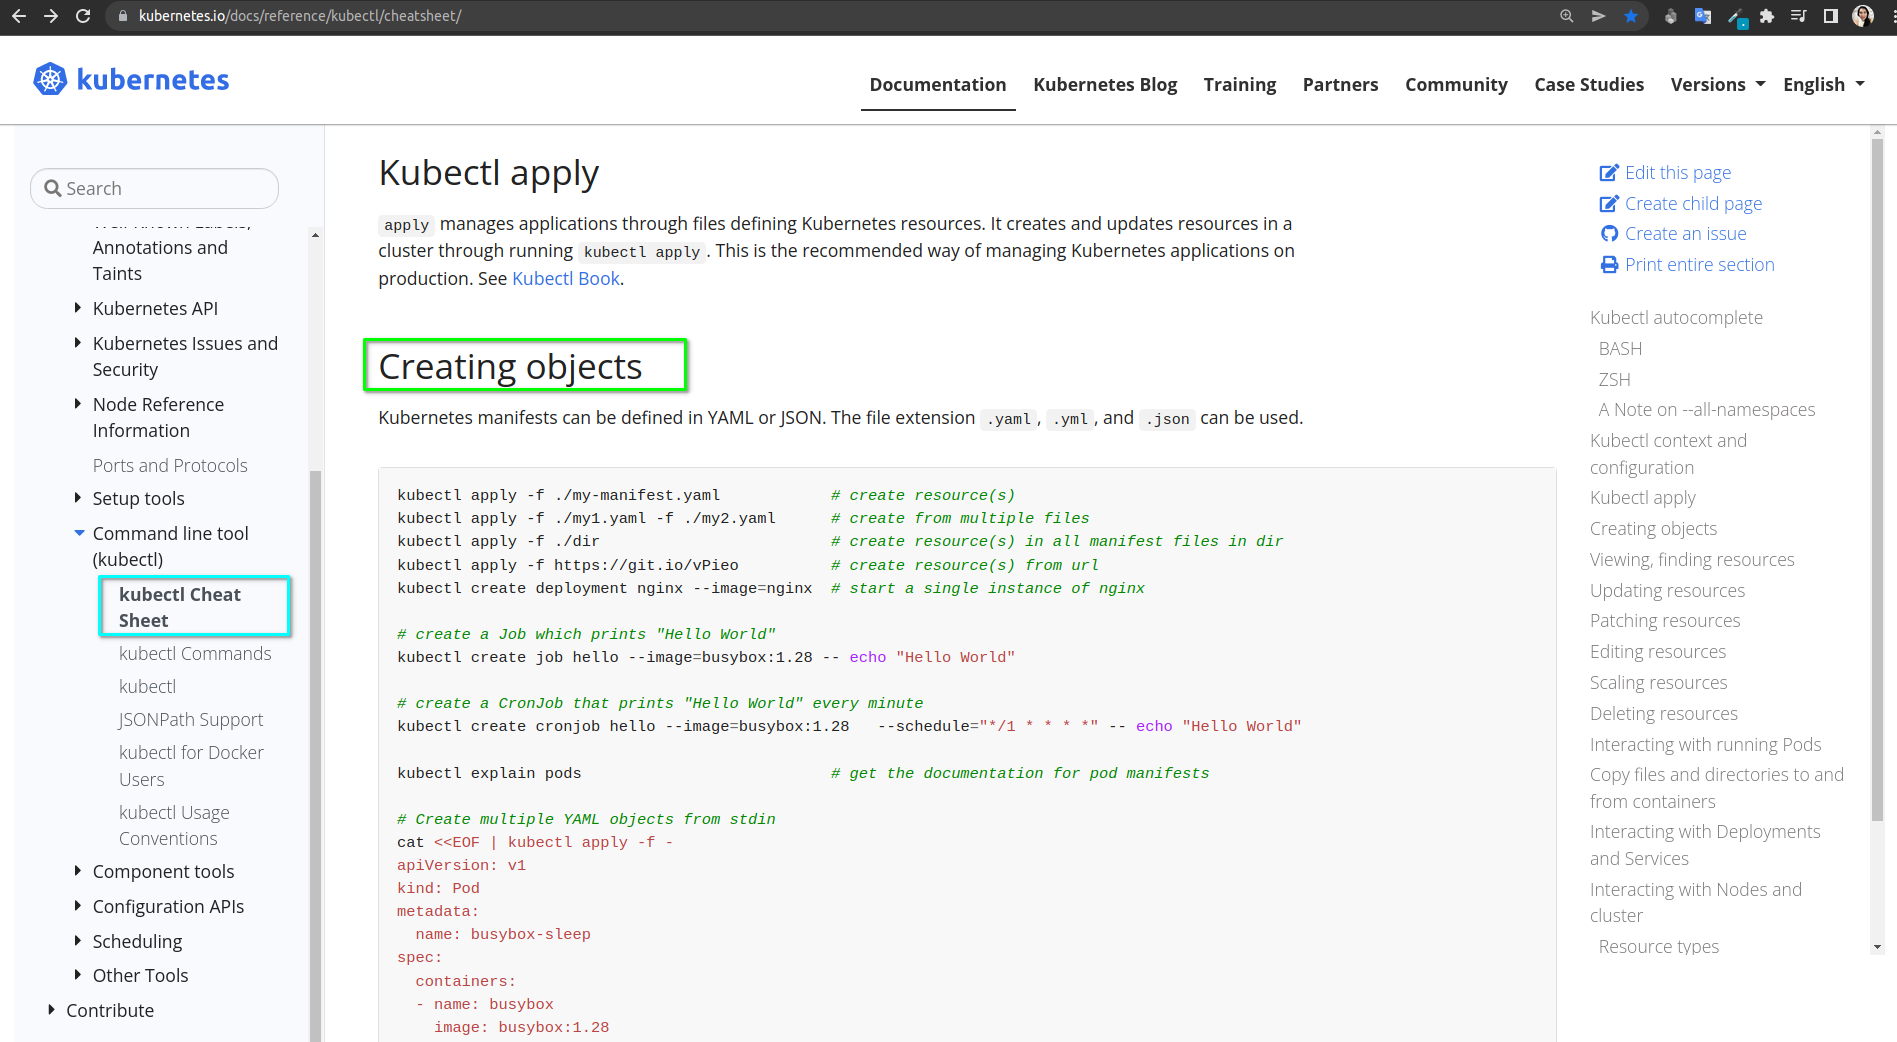 kubernetes.io/docs/reference/kubectl/cheatsheet/
kubernetes
Documentation Kubernetes Blog Training Partners Community Case Studies Versions English
Search
Well-Known Labels,
Annotations and
Taints
Kubernetes API
Kubernetes Issues and
Security
Node Reference
Information
Ports and Protocols
Setup tools
Command line tool
(kubectl)
kubectl Cheat
Sheet
kubectl Commands
kubectl
JSONPath Support
kubectl for Docker
Users
kubectl Usage
Conventions
Component tools
Configuration APIs
Scheduling
Other Tools
Contribute
Kubectl apply
apply manages applications through files defining Kubernetes resources. It creates and updates resources in a
cluster through running kubectl apply. This is the recommended way of managing Kubernetes applications on
production. See Kubectl Book.
Creating objects
Kubernetes manifests can be defined in YAML or JSON. The file extension .yaml, .yml, and .json can be used.
kubectl apply -f ./my-manifest.yaml # create resource(s)
kubectl apply -f ./my1.yaml -f ./my2.yaml # create from multiple files
kubectl apply -f ./dir # create resource(s) in all manifest files in dir
kubectl apply -f https://git.io/vPieo # create resource(s) from url
kubectl create deployment nginx --image=nginx # start a single instance of nginx
# create a Job which prints "Hello World"
kubectl create job hello --image=busybox:1.28 -- echo "Hello World"
# create a CronJob that prints "Hello World" every minute
kubectl create cronjob hello --image=busybox:1.28 --schedule="*/1 * * * *" -- echo "Hello World"
kubectl explain pods # get the documentation for pod manifests
# Create multiple YAML objects from stdin
cat <<EOF | kubectl apply -f -
apiVersion: v1
kind: Pod
metadata:
name: busybox-sleep
spec:
containers:
- name: busybox
image: busybox:1.28
Edit this page
Create child page
Create an issue
Print entire section
Kubectl autocomplete
BASH
ZSH
A Note on --all-namespaces
Kubectl context and
configuration
Kubectl apply
Creating objects
Viewing, finding resources
Updating resources
Patching resources
Editing resources
Scaling resources
Deleting resources
Interacting with running Pods
Copy files and directories to and
from containers
Interacting with Deployments
and Services
Interacting with Nodes and
cluster
Resource types